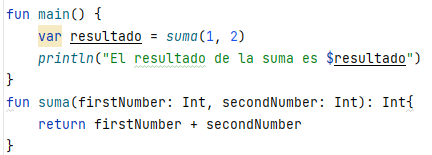 fun main() {
    var resultado = suma(1, 2)
    println("El resultado de la suma es $resultado")
}
fun suma(firstNumber: Int, secondNumber: Int): Int{
    return firstNumber + secondNumber
}